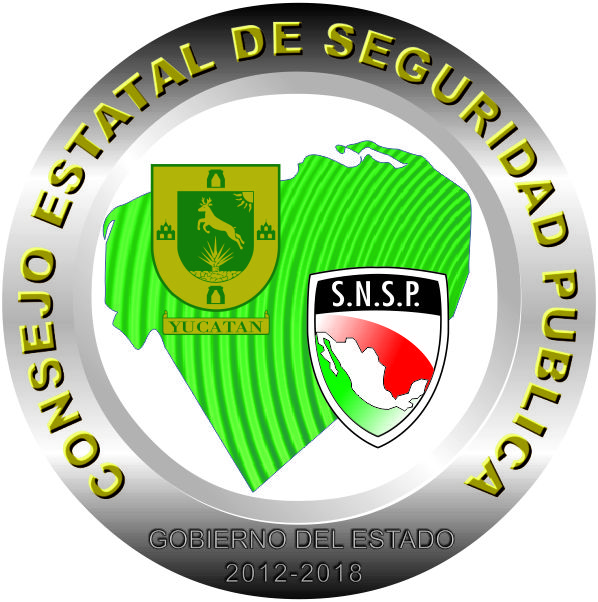 CONSEJO ESTATAL DE SEGURIDAD PUBLICA
YUCATAN
S.N.S.P.
GOBIERNO DEL ESTADO
2012-2018